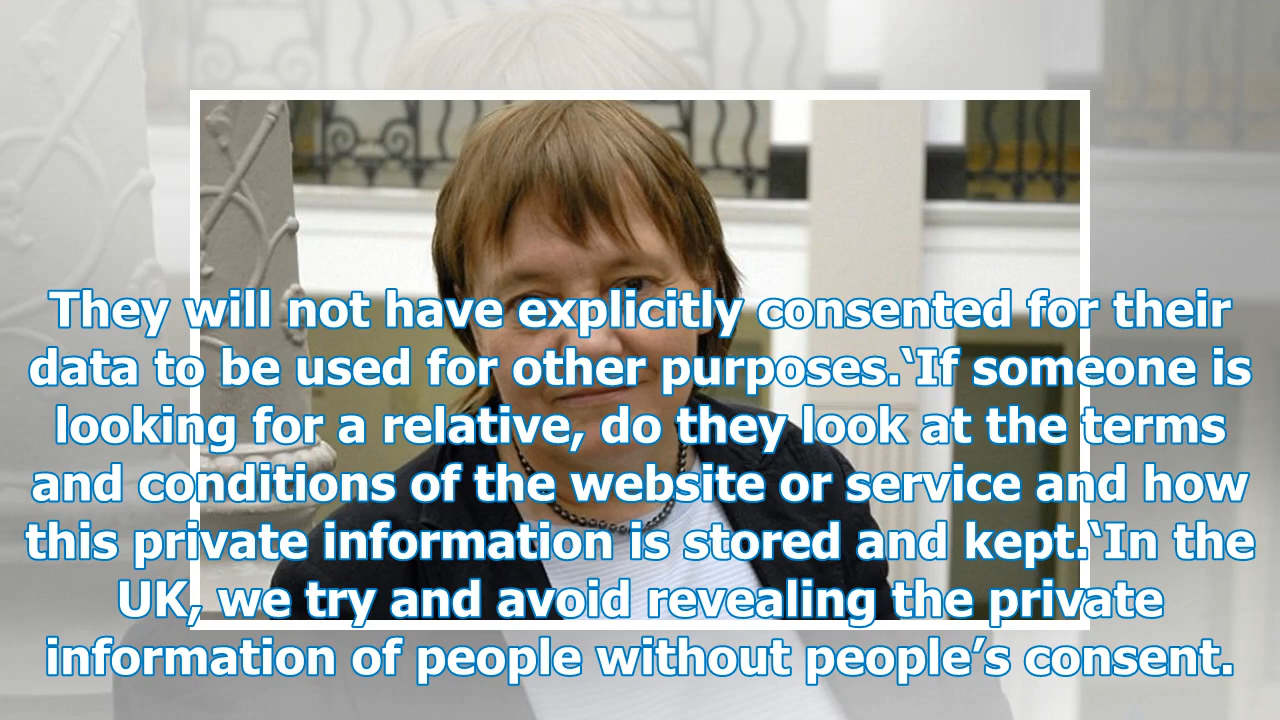 They will not have explicitly consented for their
data to be used for other purposes.‘If someone is
looking for a relative, do they look at the terms
and conditions of the website or service and how
this private information is stored and kept.‘In the
UK, we try and avoid revealing the private
information of people without people’s consent.